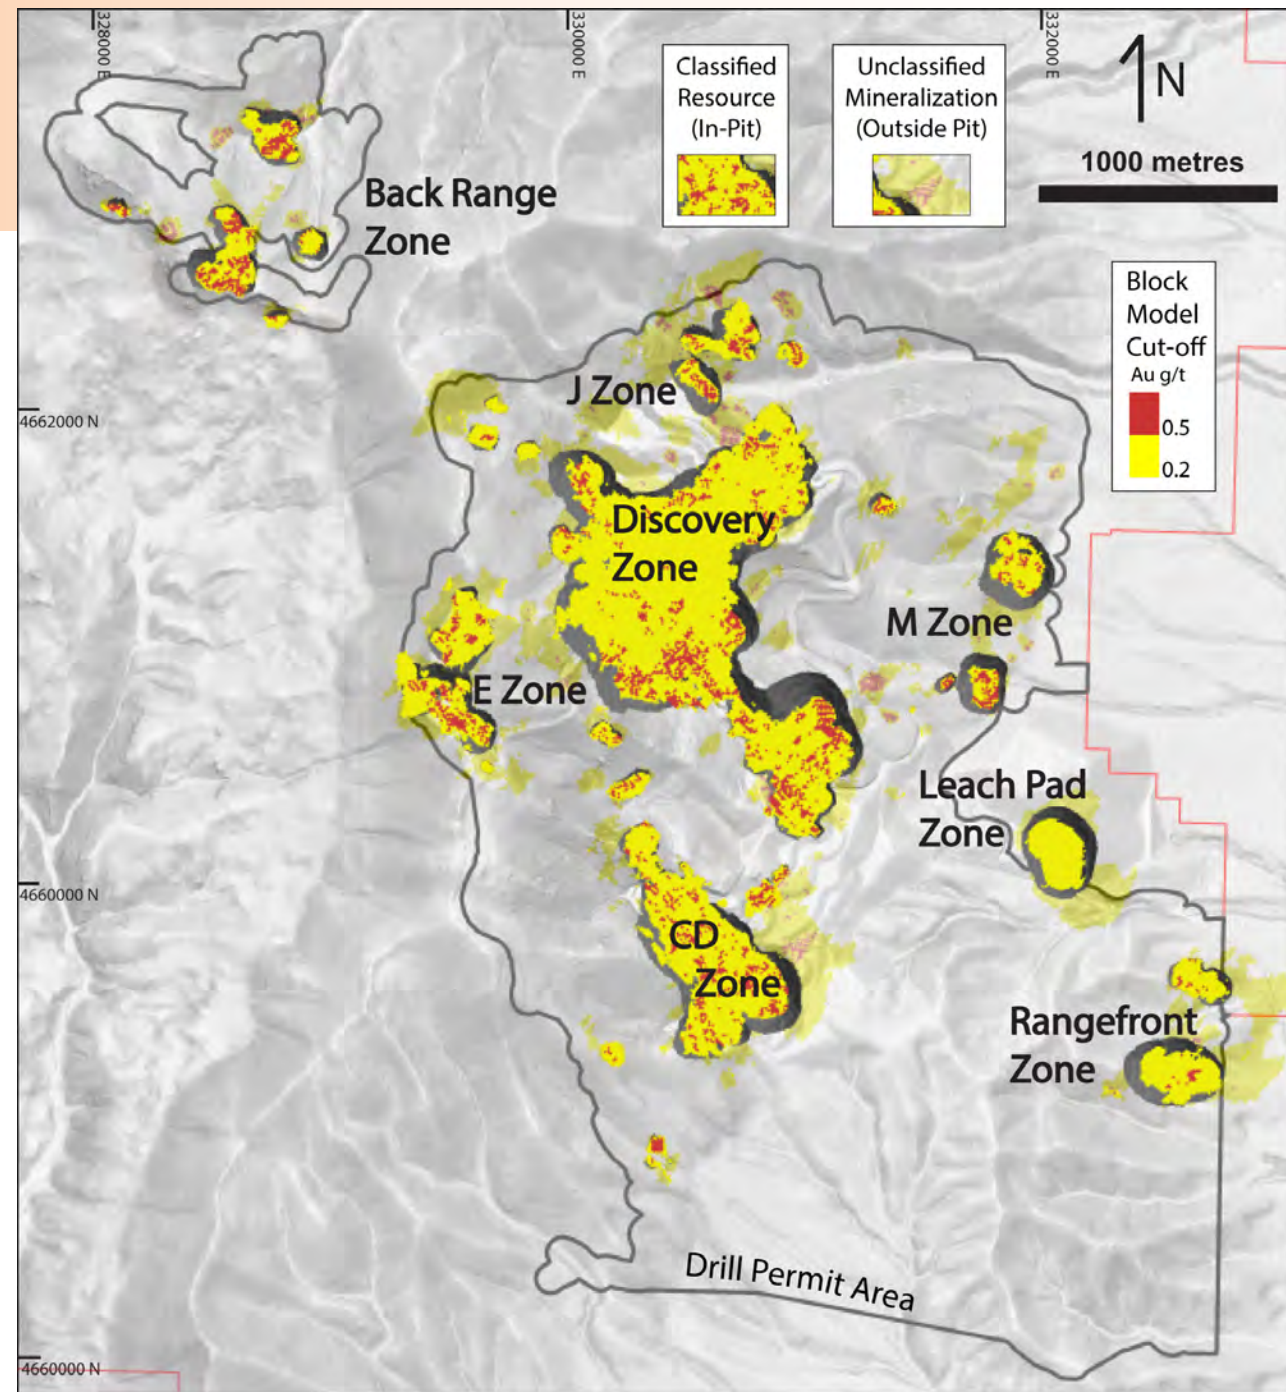 328000 E
330000 E
332000 E
Classified
Resource
(In-Pit)
Unclassified
Mineralization
(Outside Pit)
N
1000 metres
Back Range
Zone
Block
Model
Cut-off
Au g/t
0.5
0.2
J Zone
4662000 N
Discovery
Zone
M Zone
E Zone
Leach Pad
Zone
4660000 N
CD
Zone
Rangefront
Zone
Drill Permit Area
4660000 N